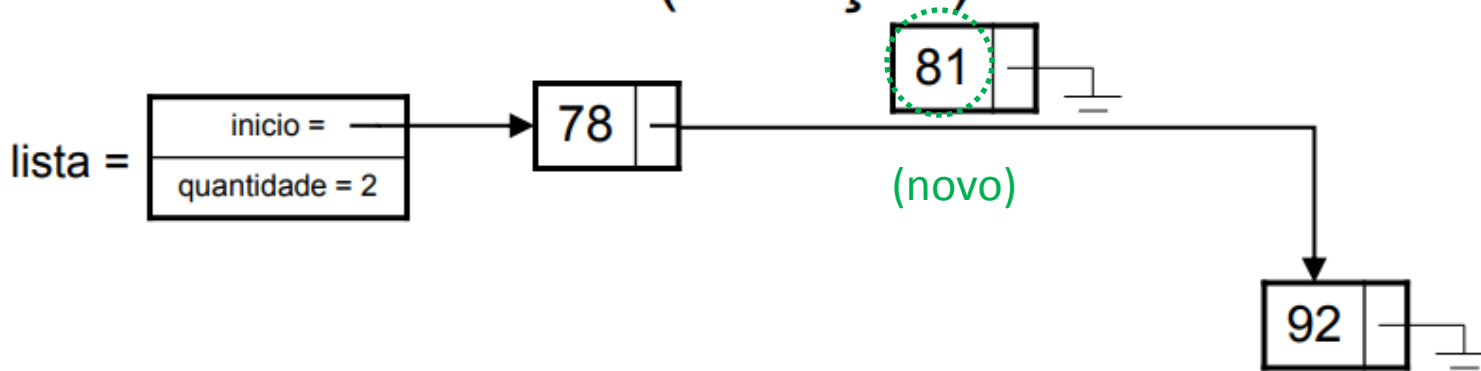 81
inicio =
78
lista =
quantidade = 2
(novo)
92